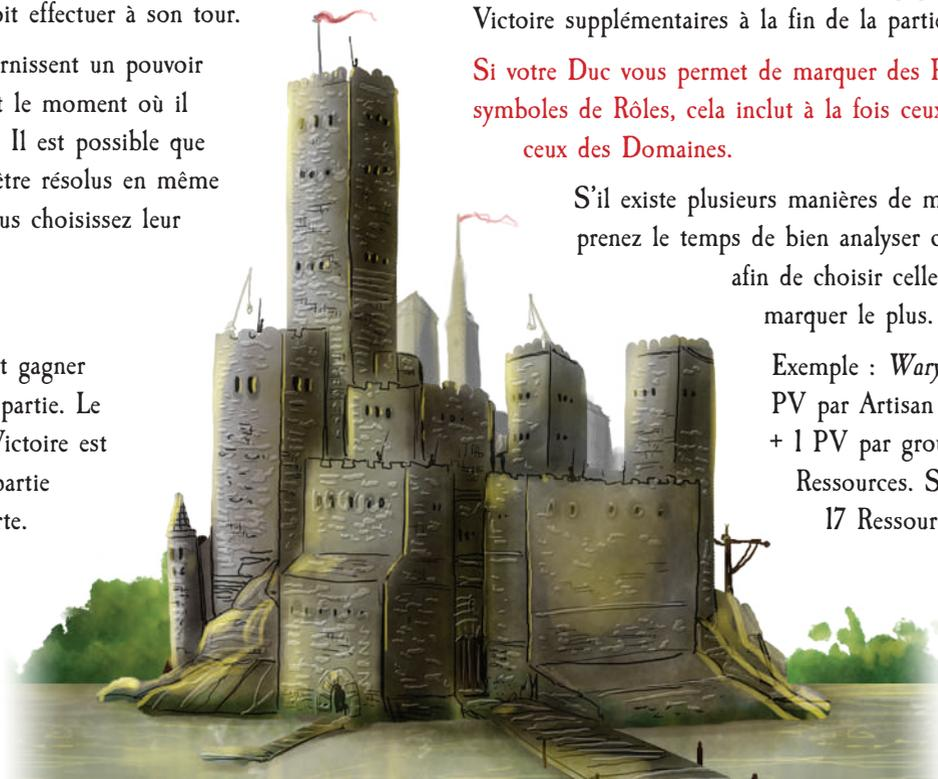 oit effectuer à son tour.
rnissent un pouvoir
t le moment où il
Il est possible que
être résolus en même
us choisissez leur
t gagner
partie. Le
Victoire est
partie
rte.
Victoire supplémentaires à la fin de la partie
Si votre Duc vous permet de marquer des
symboles de Rôles, cela inclut à la fois ceux
ceux des Domaines.
S'il existe plusieurs manières de m
prenez le temps de bien analyser
afin de choisir celle
marquer le plus.
Exemple : Wary
PV par Artisan
+ 1 PV par grou
Ressources. S
17 Ressour